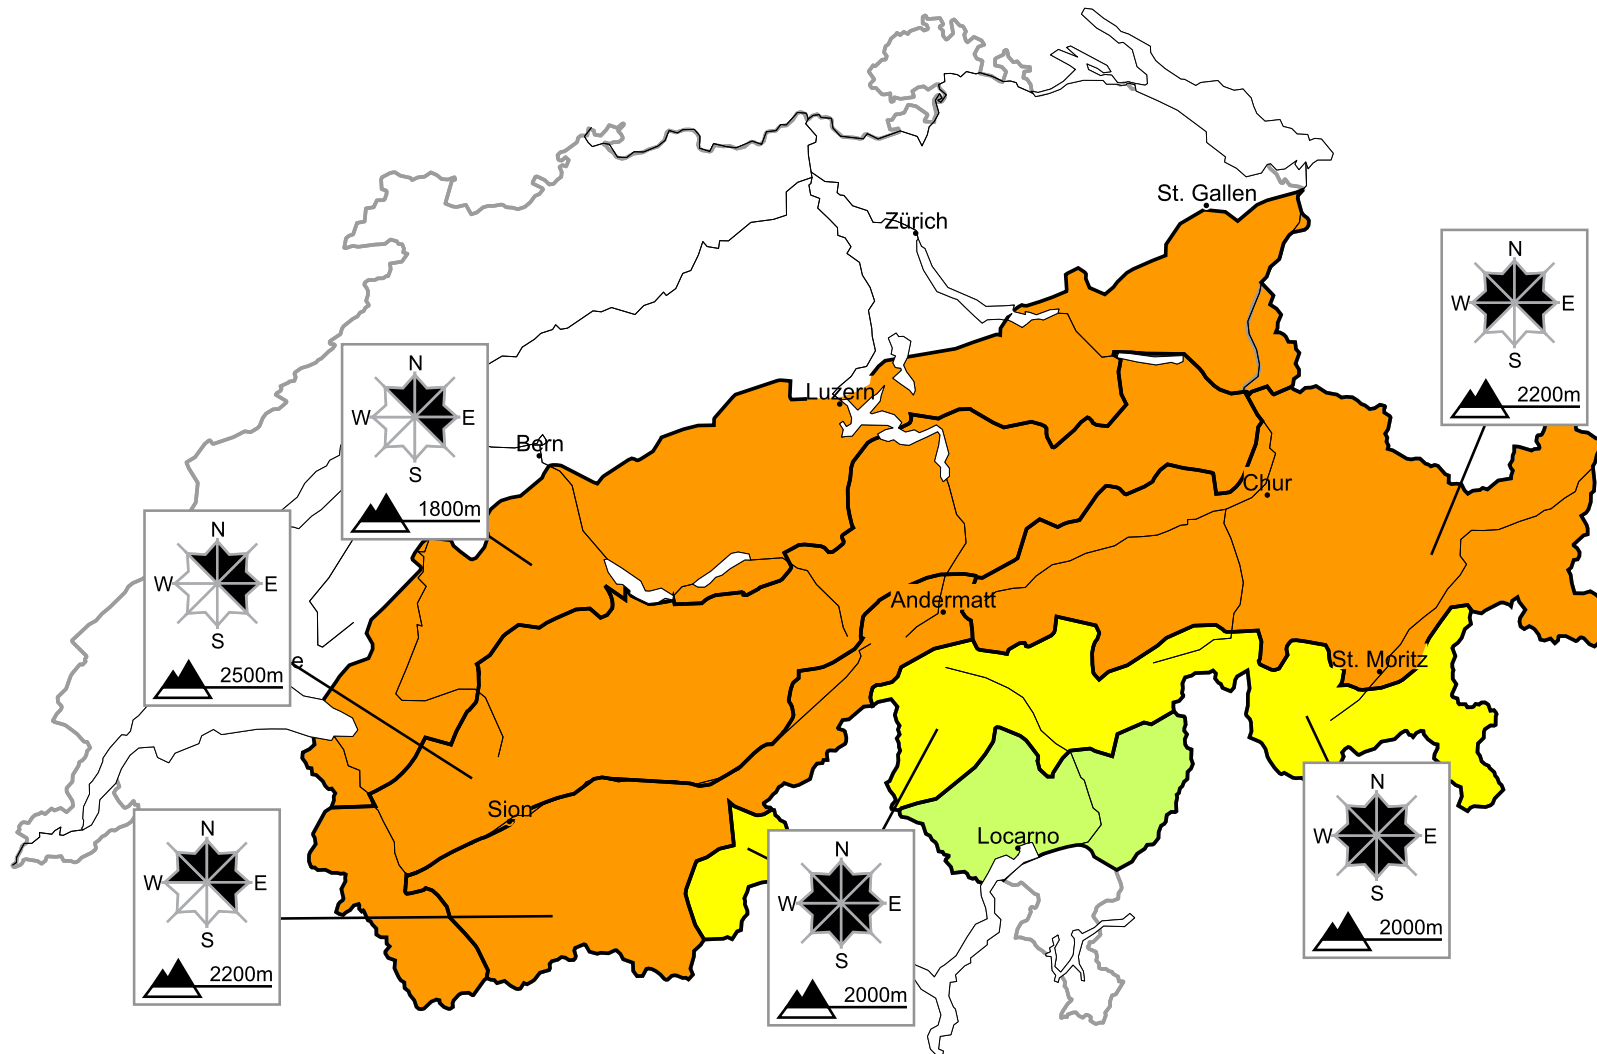 St. Gallen
Zürich
N
W E
S
2200m
N
W E
S
1800m
Luzern
Bern
Chur
N
W E
S
2500m
e
Andermatt
St. Moritz
N
W E
S
2200m
Sion
Locarno
N
W E
S
2000m
N
W E
S
2000m